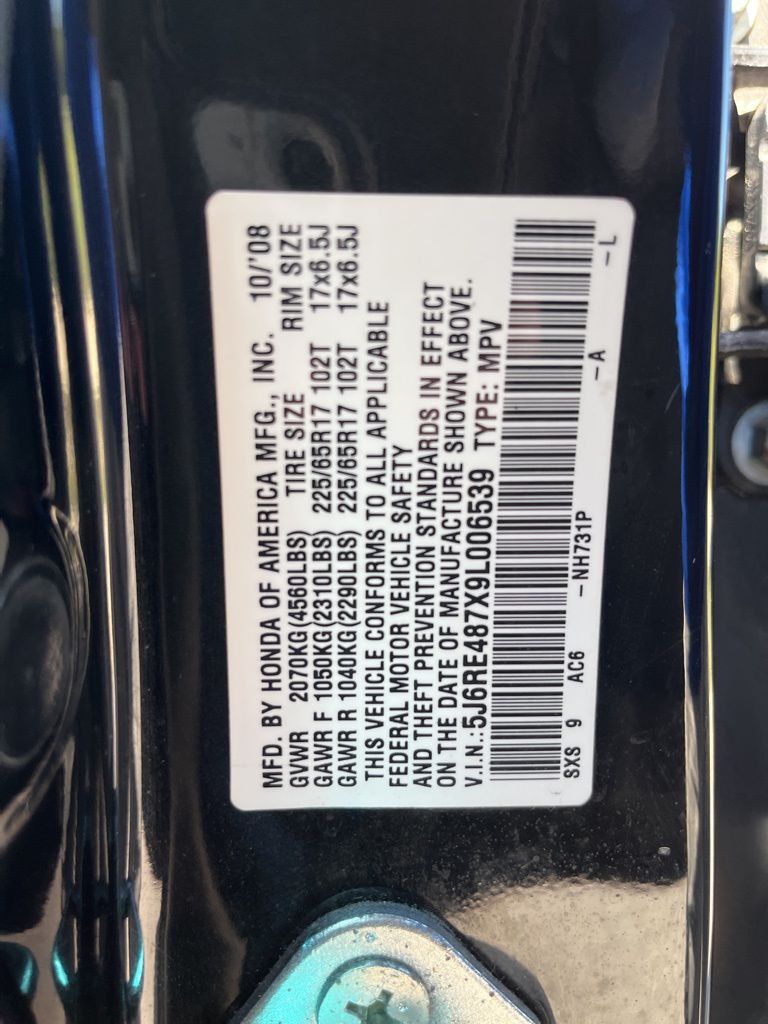 MFD. BY HONDA OF AMERICA MFG., INC. 10/'08
GVWR 2070KG(4560LBS) TIRE SIZE RIM SIZE
GAWR F 1050KG(2310LBS) 225/65R17 102T 17x6.5J
GAWR R 1040KG(2290LBS) 225/65R17 102T 17x6.5J
THIS VEHICLE CONFORMS TO ALL APPLICABLE
FEDERAL MOTOR VEHICLE SAFETY
AND THEFT PREVENTION STANDARDS IN EFFECT
ON THE DATE OF MANUFACTURE SHOWN ABOVE.
V.I.N.:5J6RE487X9L006539 TYPE: MPV
SXS 9 AC6 -NH731P -A -L